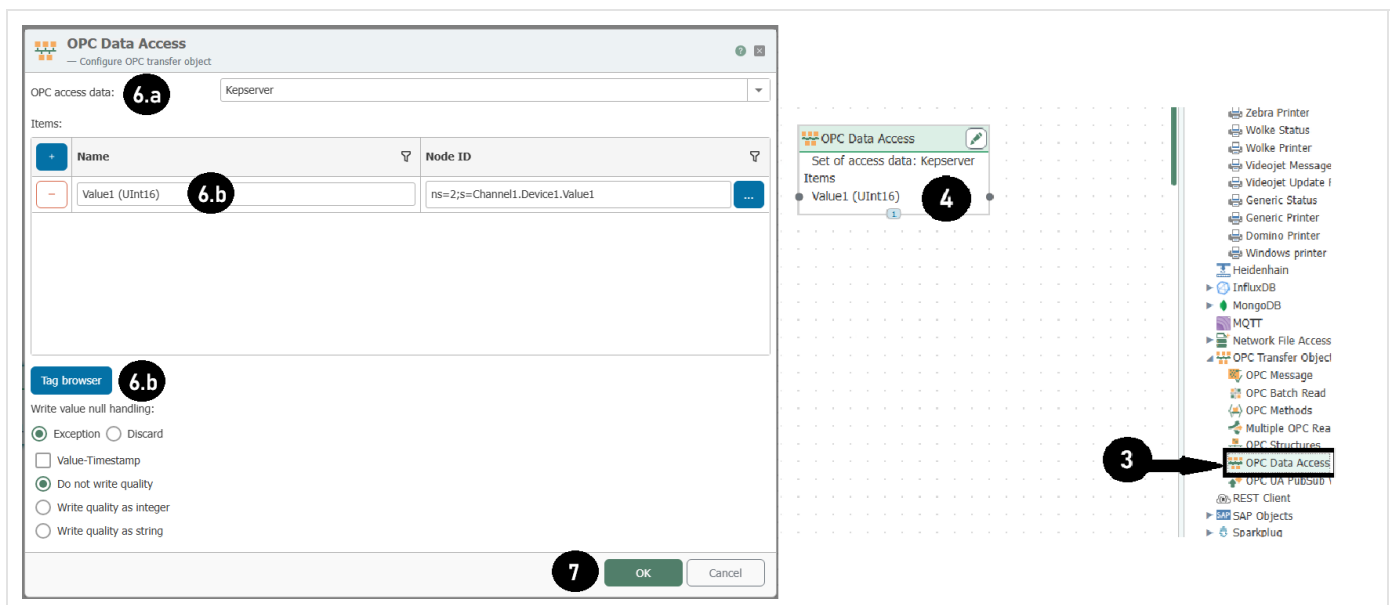 OPC Data Access
— Configure OPC transfer object
OPC access data:
6.a
Kepserver
Items:
+
Name
Node ID
−
Value1 (UInt16)
6.b
ns=2;s=Channel1.Device1.Value1
...
Tag browser
6.b
Write value null handling:
Exception
Discard
Value-Timestamp
Do not write quality
Write quality as integer
Write quality as string
7
OK
Cancel
OPC Data Access
Set of access data: Kepserver
Items
Value1 (UInt16)
4
1
Zebra Printer
Wolke Status
Wolke Printer
Videojet Message
Videojet Update
Generic Status
Generic Printer
Domino Printer
Windows printer
Heidenhain
InfluxDB
MongoDB
MQTT
Network File Access
OPC Transfer Object
OPC Message
OPC Batch Read
OPC Methods
Multiple OPC Rea
OPC Structures
3
OPC Data Access
OPC UA PubSub
REST Client
SAP
SAP Objects
Sparkplug